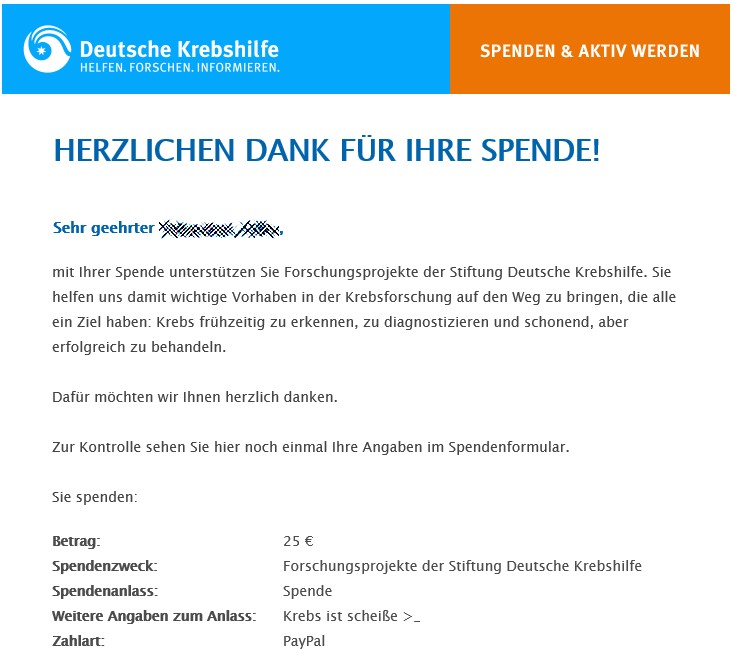 Deutsche Krebshilfe
HELFEN. FORSCHEN. INFORMIEREN.
SPENDEN & AKTIV WERDEN
HERZLICHEN DANK FÜR IHRE SPENDE!
Sehr geehrter ,
mit Ihrer Spende unterstützen Sie Forschungsprojekte der Stiftung Deutsche Krebshilfe. Sie
helfen uns damit wichtige Vorhaben in der Krebsforschung auf den Weg zu bringen, die alle
ein Ziel haben: Krebs frühzeitig zu erkennen, zu diagnostizieren und schonend, aber
erfolgreich zu behandeln.
Dafür möchten wir Ihnen herzlich danken.
Zur Kontrolle sehen Sie hier noch einmal Ihre Angaben im Spendenformular.
Sie spenden:
Betrag: 25 €
Spendenzweck: Forschungsprojekte der Stiftung Deutsche Krebshilfe
Spendenanlass: Spende
Weitere Angaben zum Anlass: Krebs ist scheiße >_
Zahlart: PayPal